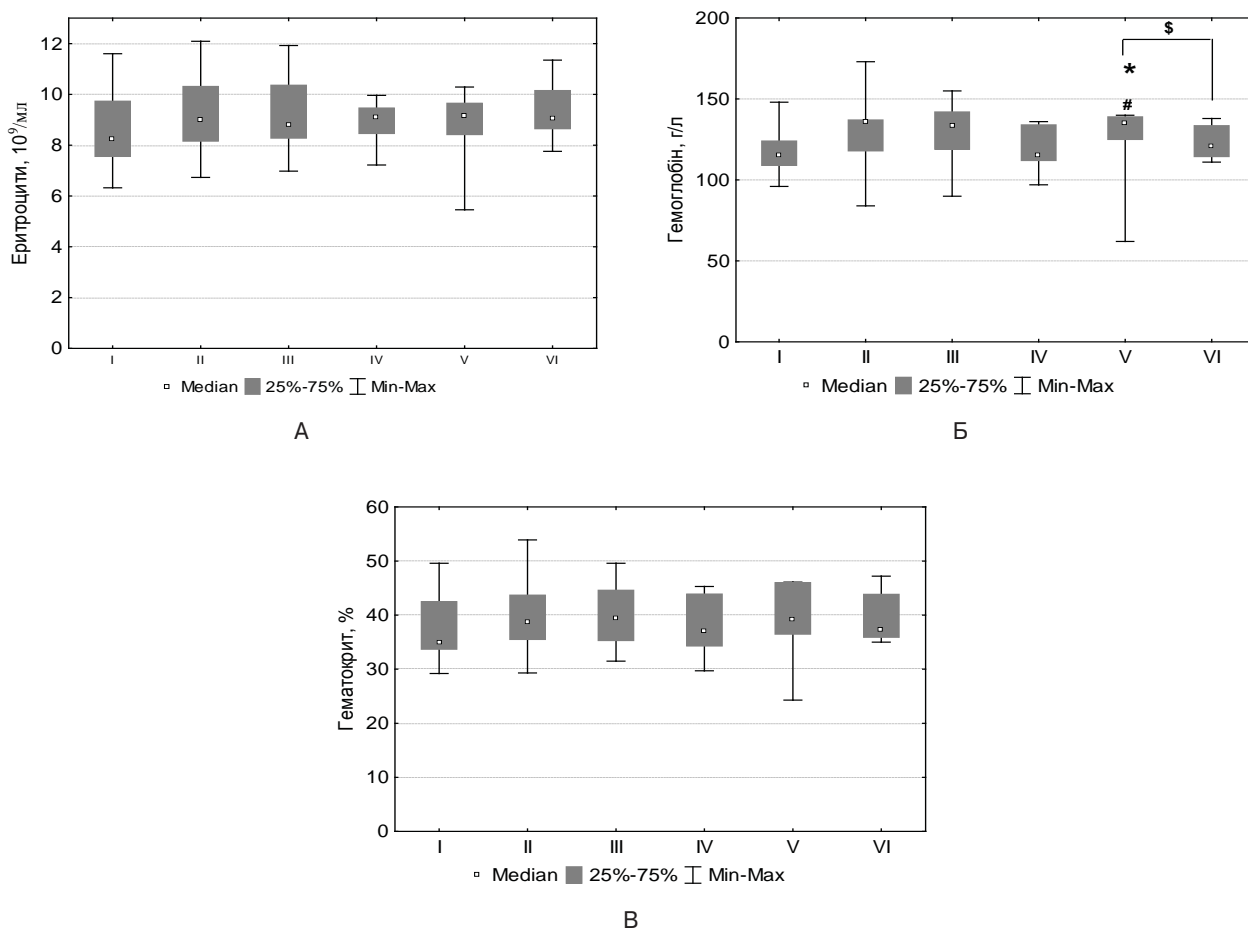 Еритроцити, 10⁹/мл
12
10
8
6
4
2
0
I II III IV V VI
Median 25%-75% Min-Max
А
Гемоглобін, г/л
200
150
100
50
0
$
*
#
I II III IV V VI
Median 25%-75% Min-Max
Б
Гематокрит, %
60
50
40
30
20
10
0
I II III IV V VI
Median 25%-75% Min-Max
В